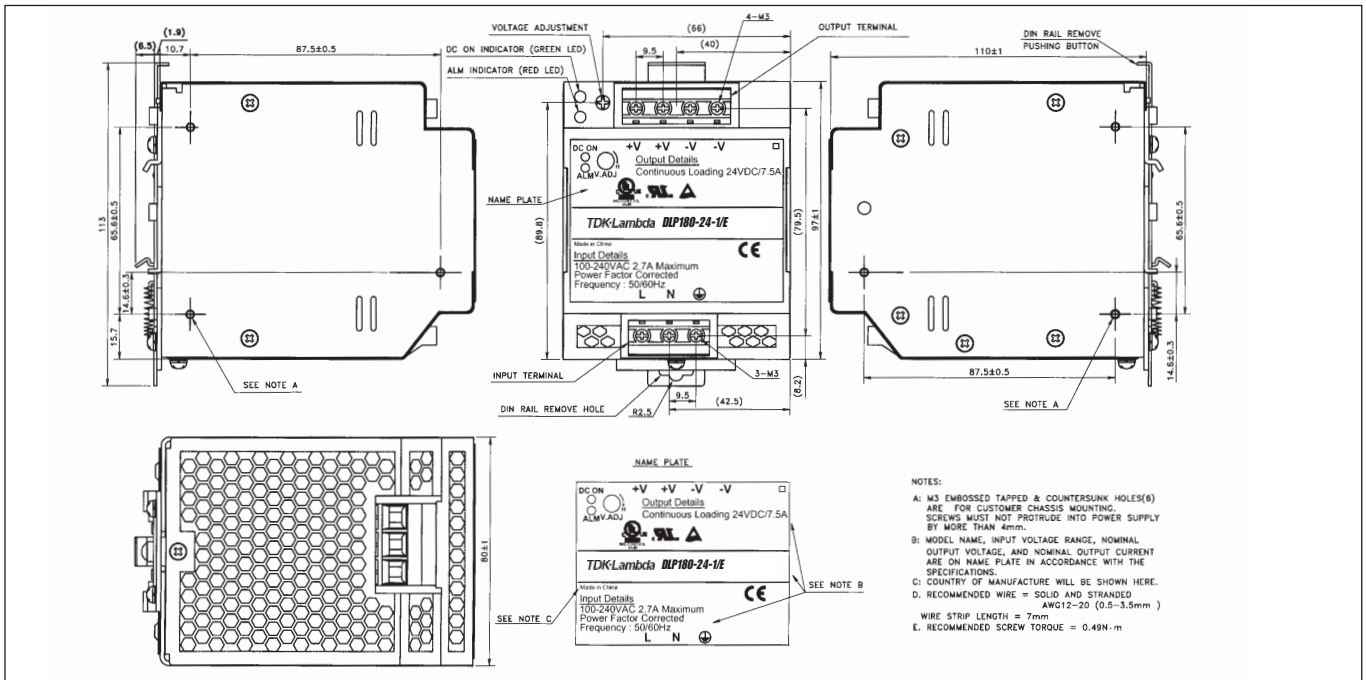 VOLTAGE ADJUSTMENT
DC ON INDICATOR (GREEN LED)
ALM INDICATOR (RED LED)
(66)
4-M3
OUTPUT TERMINAL
9.5
(40)
DIN RAIL REMOVE
PUSHING BUTTON
(6.5)
(1.9)
10.7
87.5±0.5
110±1
113
65.6±0.5
14.6±0.3
15.7
SEE NOTE A
DC ON
ALM
V.ADJ
+V +V -V -V
Output Details
Continuous Loading 24VDC/7.5A
NAME PLATE
TDK-Lambda DLP180-24-1/E
Made in China
Input Details
100-240VAC 2.7A Maximum
Power Factor Corrected
Frequency : 50/60Hz
CE
L N
(89.8)
(79.5)
97±1
(8.2)
INPUT TERMINAL
3-M3
DIN RAIL REMOVE HOLE
R2.5
9.5
(42.5)
65.6±0.5
14.6±0.3
87.5±0.5
SEE NOTE A
80±1
NAME PLATE
DC ON
ALM
V.ADJ
+V +V -V -V
Output Details
Continuous Loading 24VDC/7.5A
TDK-Lambda DLP180-24-1/E
Made in China
Input Details
100-240VAC 2.7A Maximum
Power Factor Corrected
Frequency : 50/60Hz
CE
L N
SEE NOTE B
SEE NOTE C
NOTES:
A: M3 EMBOSSED TAPPED & COUNTERSUNK HOLES(6)
ARE FOR CUSTOMER CHASSIS MOUNTING.
SCREWS MUST NOT PROTRUDE INTO POWER SUPPLY
BY MORE THAN 4mm.
B: MODEL NAME, INPUT VOLTAGE RANGE, NOMINAL
OUTPUT VOLTAGE, AND NOMINAL OUTPUT CURRENT
ARE ON NAME PLATE IN ACCORDANCE WITH THE
SPECIFICATIONS.
C: COUNTRY OF MANUFACTURE WILL BE SHOWN HERE.
D. RECOMMENDED WIRE = SOLID AND STRANDED
AWG12-20 (0.5-3.5mm )
WIRE STRIP LENGTH = 7mm
E. RECOMMENDED SCREW TORQUE = 0.49N·m